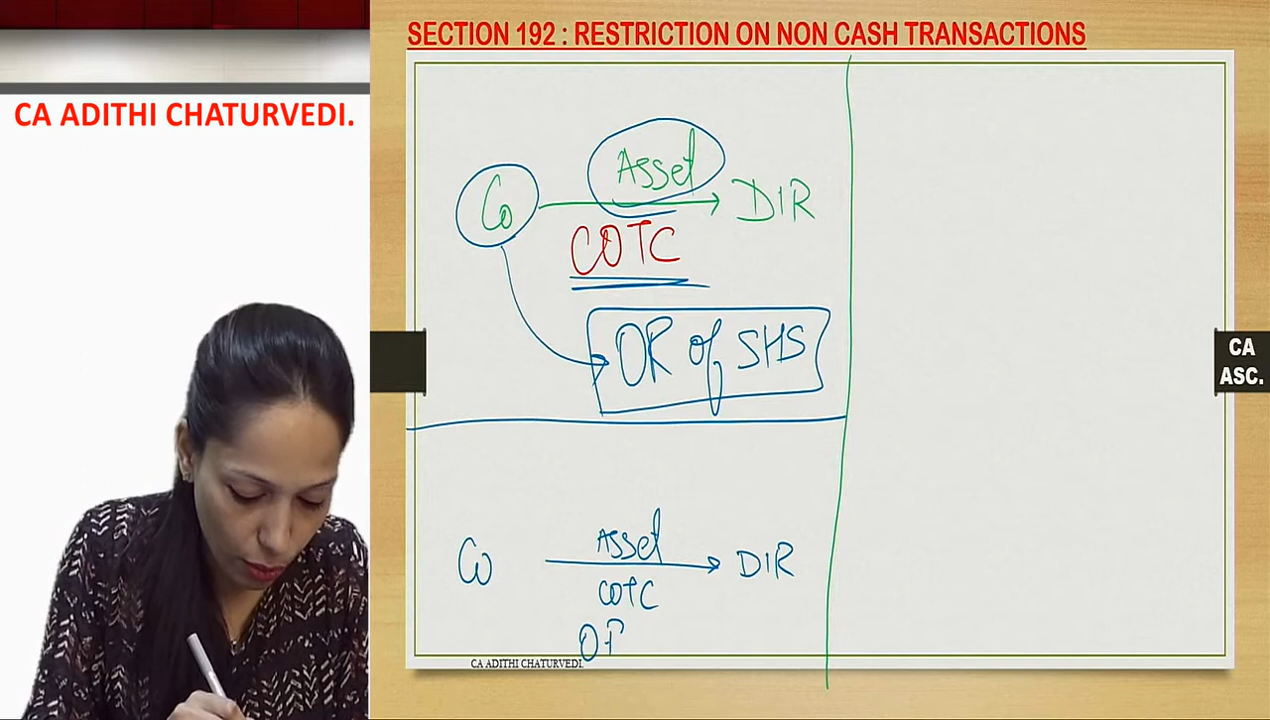 SECTION 192 : RESTRICTION ON NON CASH TRANSACTIONS
CA ADITHI CHATURVEDI.
Asset
Co
DIR
COTC
OR of SHS
CA
ASC.
Asset
Co
DIR
COTC
OF
CA ADITHI CHATURVEDI.